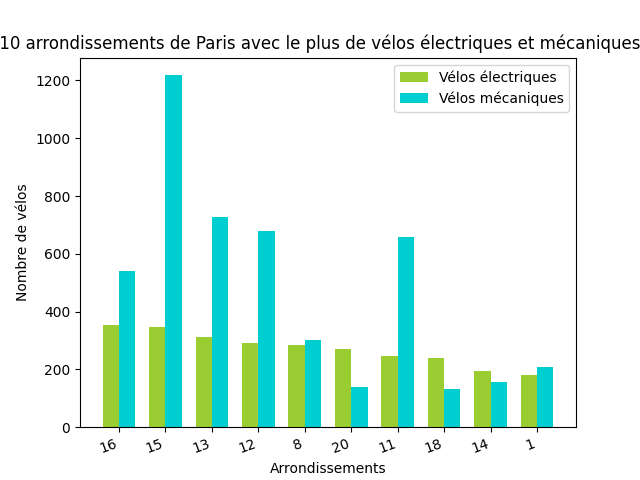 10 arrondissements de Paris avec le plus de vélos électriques et mécaniques
Vélos électriques
Vélos mécaniques
Nombre de vélos
1200
1000
800
600
400
200
0
16 15 13 12 8 20 11 18 14 1
Arrondissements